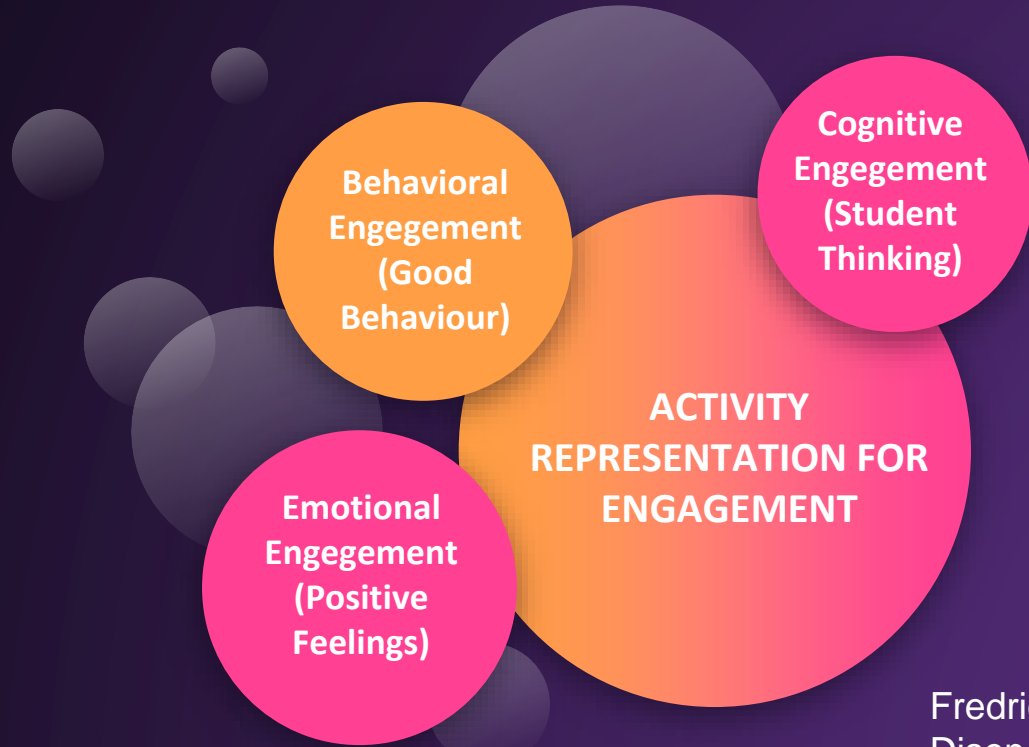 Cognitive
Engegement
(Student
Thinking)
Behavioral
Engegement
(Good
Behaviour)
ACTIVITY
REPRESENTATION FOR
ENGAGEMENT
Emotional
Engegement
(Positive
Feelings)